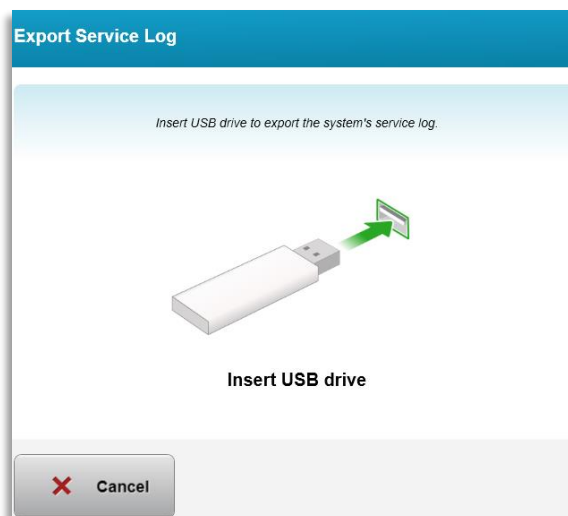 Export Service Log
Insert USB drive to export the system's service log.
Insert USB drive
Cancel